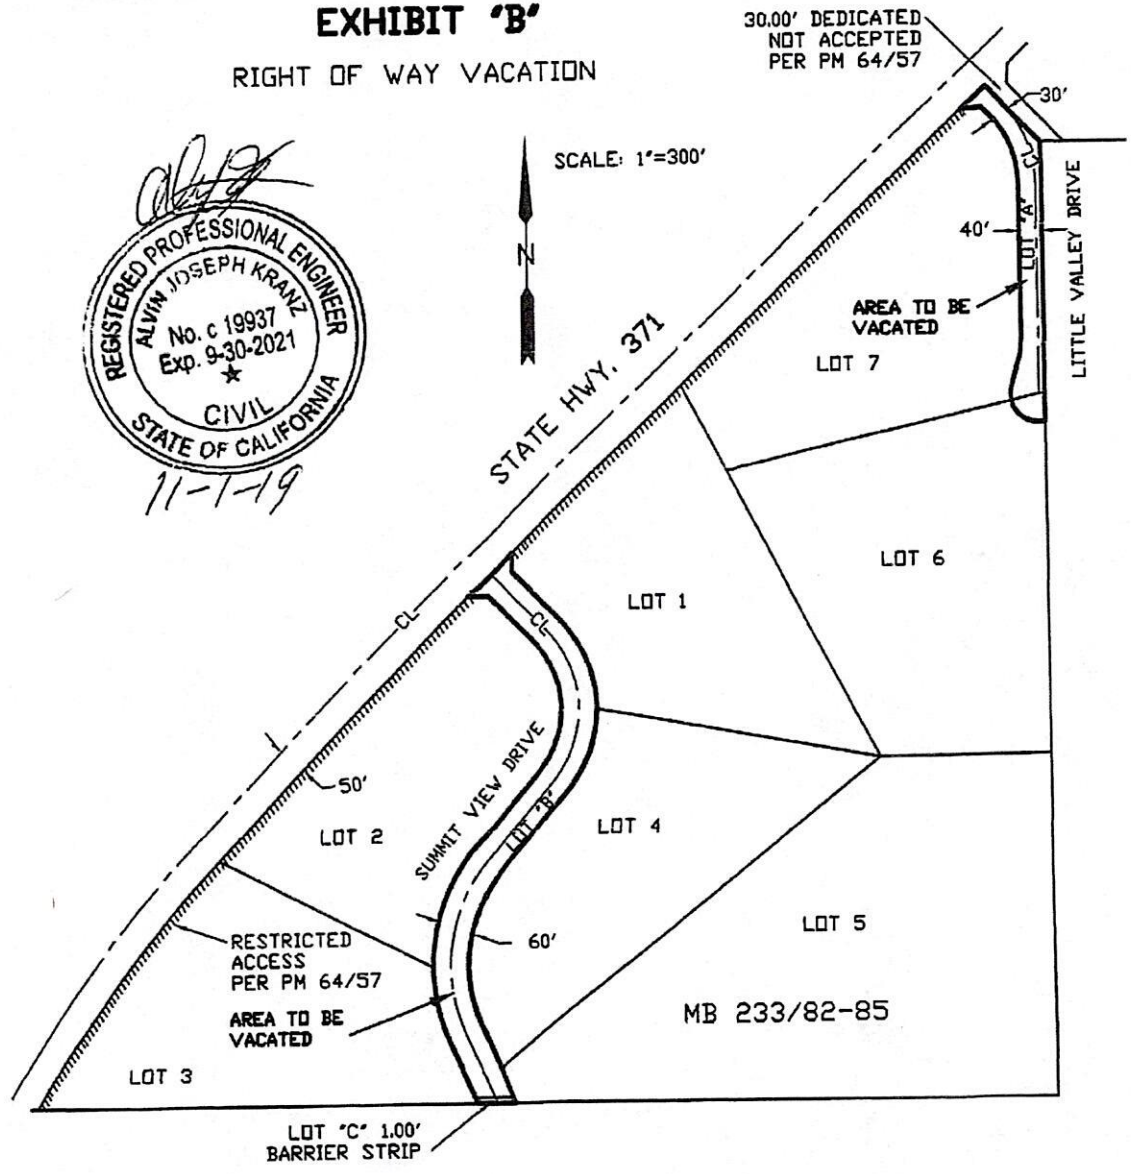 EXHIBIT "B"
RIGHT OF WAY VACATION
30.00' DEDICATED
NOT ACCEPTED
PER PM 64/57
30'
SCALE: 1"=300'
N
REGISTERED PROFESSIONAL ENGINEER
ALVIN JOSEPH KRANZ
No. c 19937
Exp. 9-30-2021
CIVIL
STATE OF CALIFORNIA
11-1-19
CL
LOT "A"
40'
LITTLE VALLEY DRIVE
AREA TO BE
VACATED
LOT 7
STATE HWY. 371
LOT 6
LOT 1
CL
CL
50'
SUMMIT VIEW DRIVE
LOT "B"
LOT 2
LOT 4
LOT 5
60'
RESTRICTED
ACCESS
PER PM 64/57
AREA TO BE
VACATED
MB 233/82-85
LOT 3
LOT "C" 1.00'
BARRIER STRIP